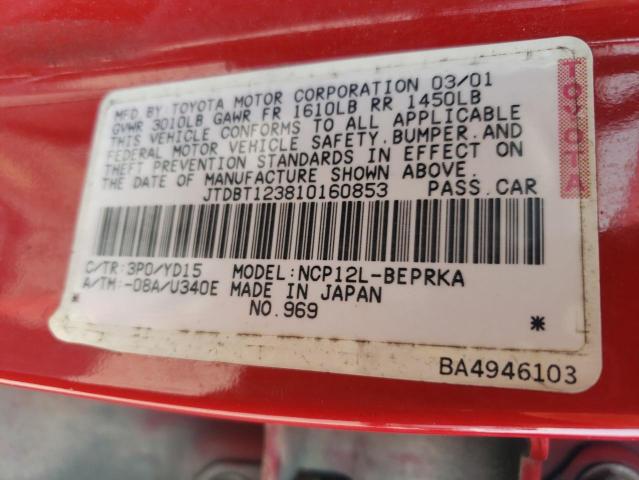 MFD. BY TOYOTA MOTOR CORPORATION 03/01
GVWR 3010LB GAWR FR 1610LB RR 1450LB
THIS VEHICLE CONFORMS TO ALL APPLICABLE
FEDERAL MOTOR VEHICLE SAFETY, BUMPER, AND
THEFT PREVENTION STANDARDS IN EFFECT ON
THE DATE OF MANUFACTURE SHOWN ABOVE.
JTDBT123810160853 PASS. CAR
C/TR: 3P0/YD15 MODEL: NCP12L-BEPRKA
A/TM: -08A/U340E MADE IN JAPAN
NO. 969
* *
BA4946103
TOYOTA